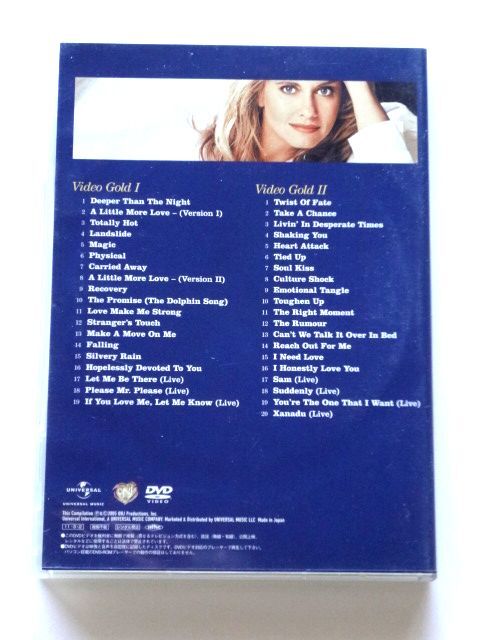 Video Gold I
1 Deeper Than The Night
2 A Little More Love – (Version I)
3 Totally Hot
4 Landslide
5 Magic
6 Physical
7 Carried Away
8 A Little More Love – (Version II)
9 Recovery
10 The Promise (The Dolphin Song)
11 Love Make Me Strong
12 Stranger's Touch
13 Make A Move On Me
14 Falling
15 Silvery Rain
16 Hopelessly Devoted To You
17 Let Me Be There (Live)
18 Please Mr. Please (Live)
19 If You Love Me, Let Me Know (Live)
Video Gold II
1 Twist Of Fate
2 Take A Chance
3 Livin' In Desperate Times
4 Shaking You
5 Heart Attack
6 Tied Up
7 Soul Kiss
8 Culture Shock
9 Emotional Tangle
10 Toughen Up
11 The Right Moment
12 The Rumour
13 Can't We Talk It Over In Bed
14 Reach Out For Me
15 I Need Love
16 I Honestly Love You
17 Sam (Live)
18 Suddenly (Live)
19 You're The One That I Want (Live)
20 Xanadu (Live)
UNIVERSAL
UNIVERSAL MUSIC
DVD
VIDEO
This Compilation ℗&©2005 ONJ Productions, Inc.
Universal International, A UNIVERSAL MUSIC COMPANY. Marketed & Distributed by UNIVERSAL MUSIC LLC Made in Japan